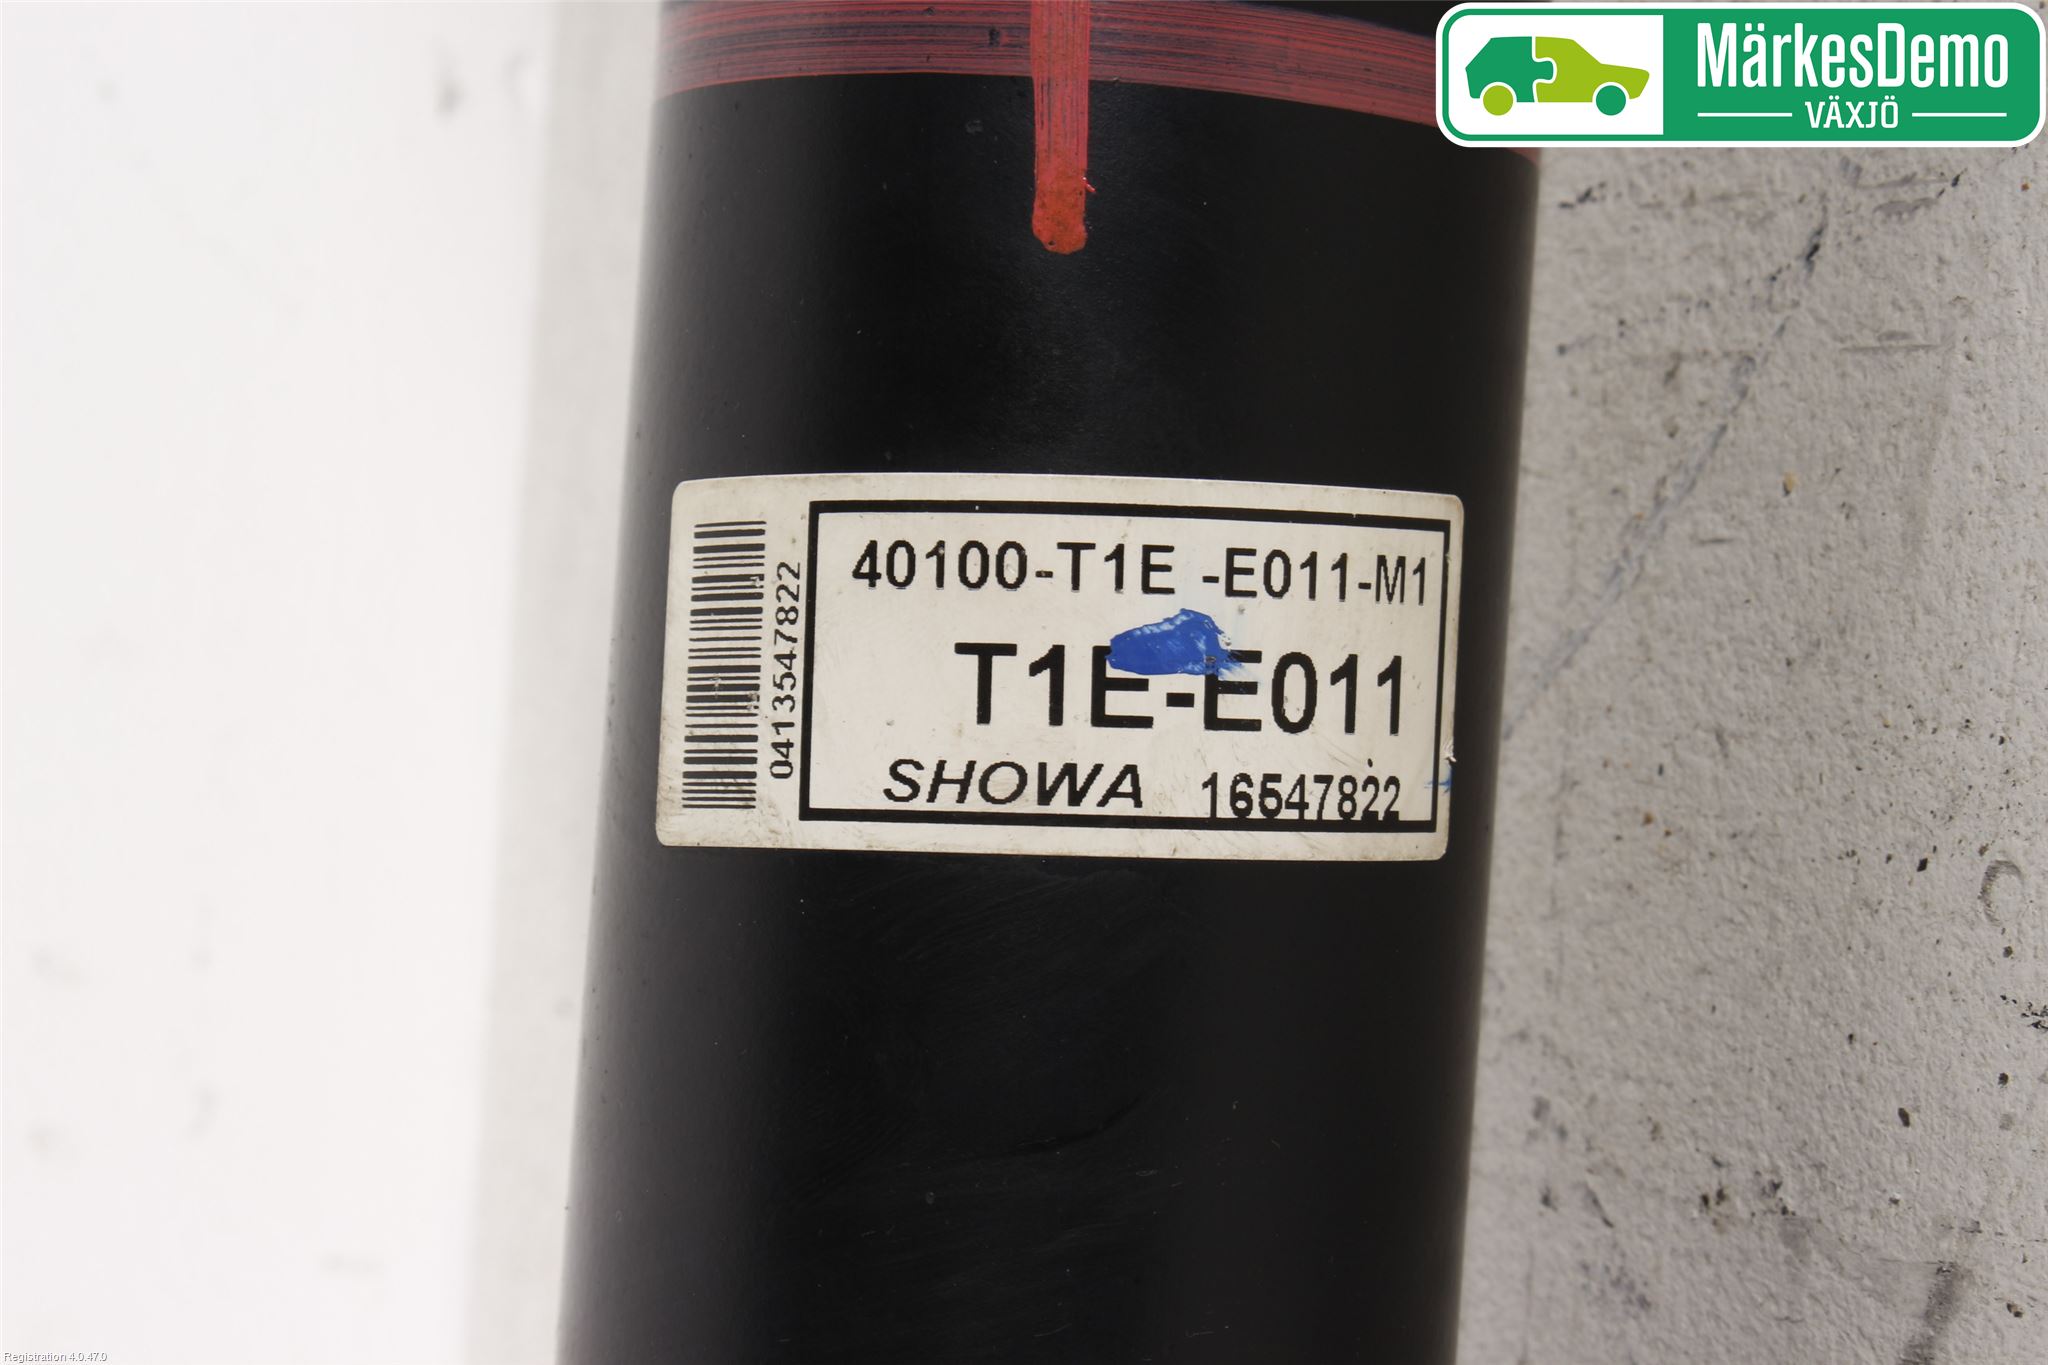 MärkesDemo
VÄXJÖ
40100-T1E -E011-M1
T1E-E011
SHOWA 16547822
0413547822
Registration 4.0.47.0